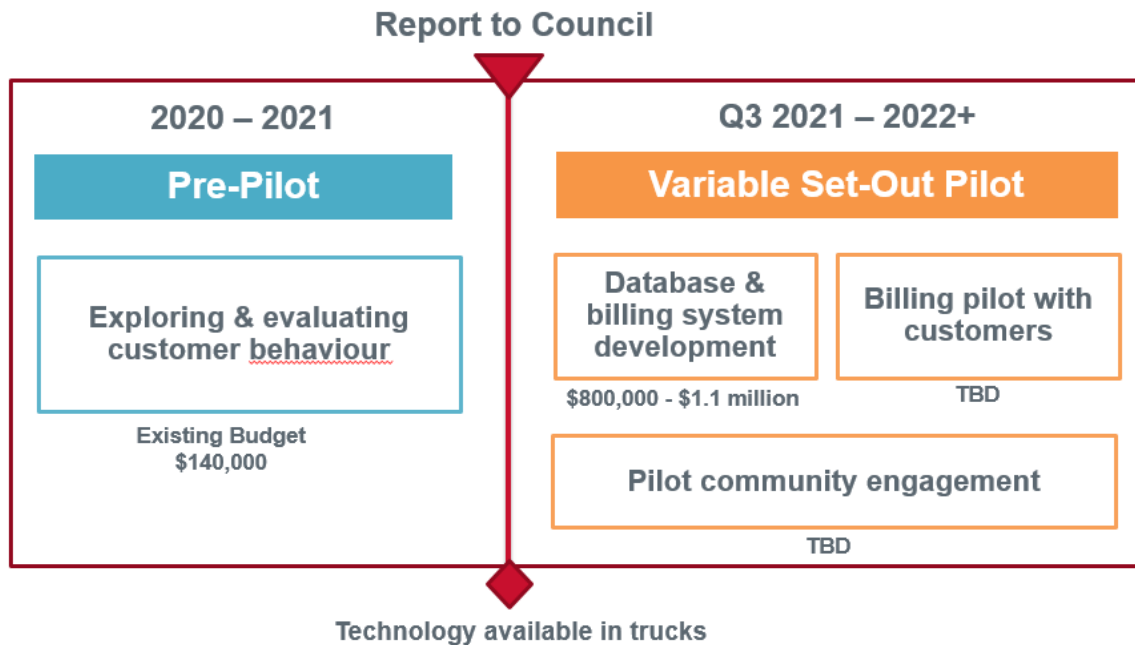 Report to Council
2020 – 2021
Pre-Pilot
Exploring & evaluating
customer behaviour
Existing Budget
$140,000
Q3 2021 – 2022+
Variable Set-Out Pilot
Database &
billing system
development
$800,000 - $1.1 million
Billing pilot with
customers
TBD
Pilot community engagement
TBD
Technology available in trucks